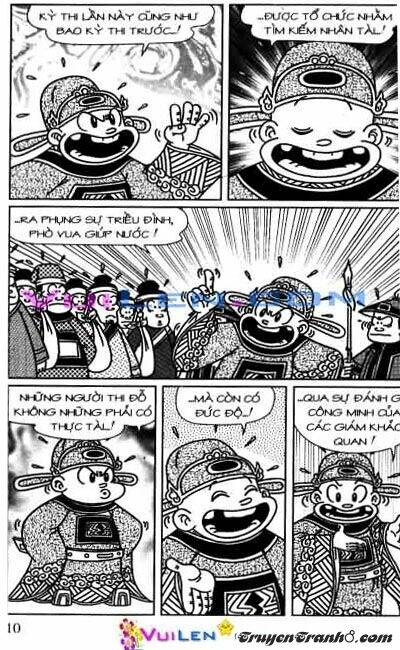 KỲ THI LẦN NÀY CŨNG NHƯ
BAO KỲ THI TRƯỚC...!
...ĐƯỢC TỔ CHỨC NHẰM
TÌM KIẾM NHÂN TÀI...!
...RA PHỤNG SỰ TRIỀU ĐÌNH,
PHÒ VUA GIÚP NƯỚC!
VUILEN.COM
NHỮNG NGƯỜI THI ĐỖ
KHÔNG NHỮNG PHẢI CÓ
THỰC TÀI...!
...MÀ CÒN CÓ
ĐỨC ĐỘ...!
...QUA SỰ ĐÁNH G
CÔNG MINH CỦA
CÁC GIÁM KHẢO
QUAN!
10
VUILEN
TruyenTranh8.com